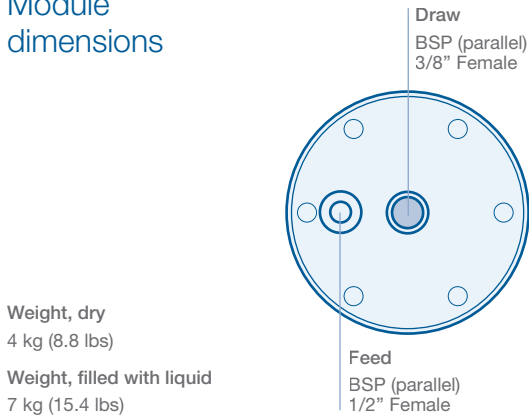 Module
dimensions
Draw
BSP (parallel)
3/8” Female
Weight, dry
4 kg (8.8 lbs)
Weight, filled with liquid
7 kg (15.4 lbs)
Feed
BSP (parallel)
1/2” Female